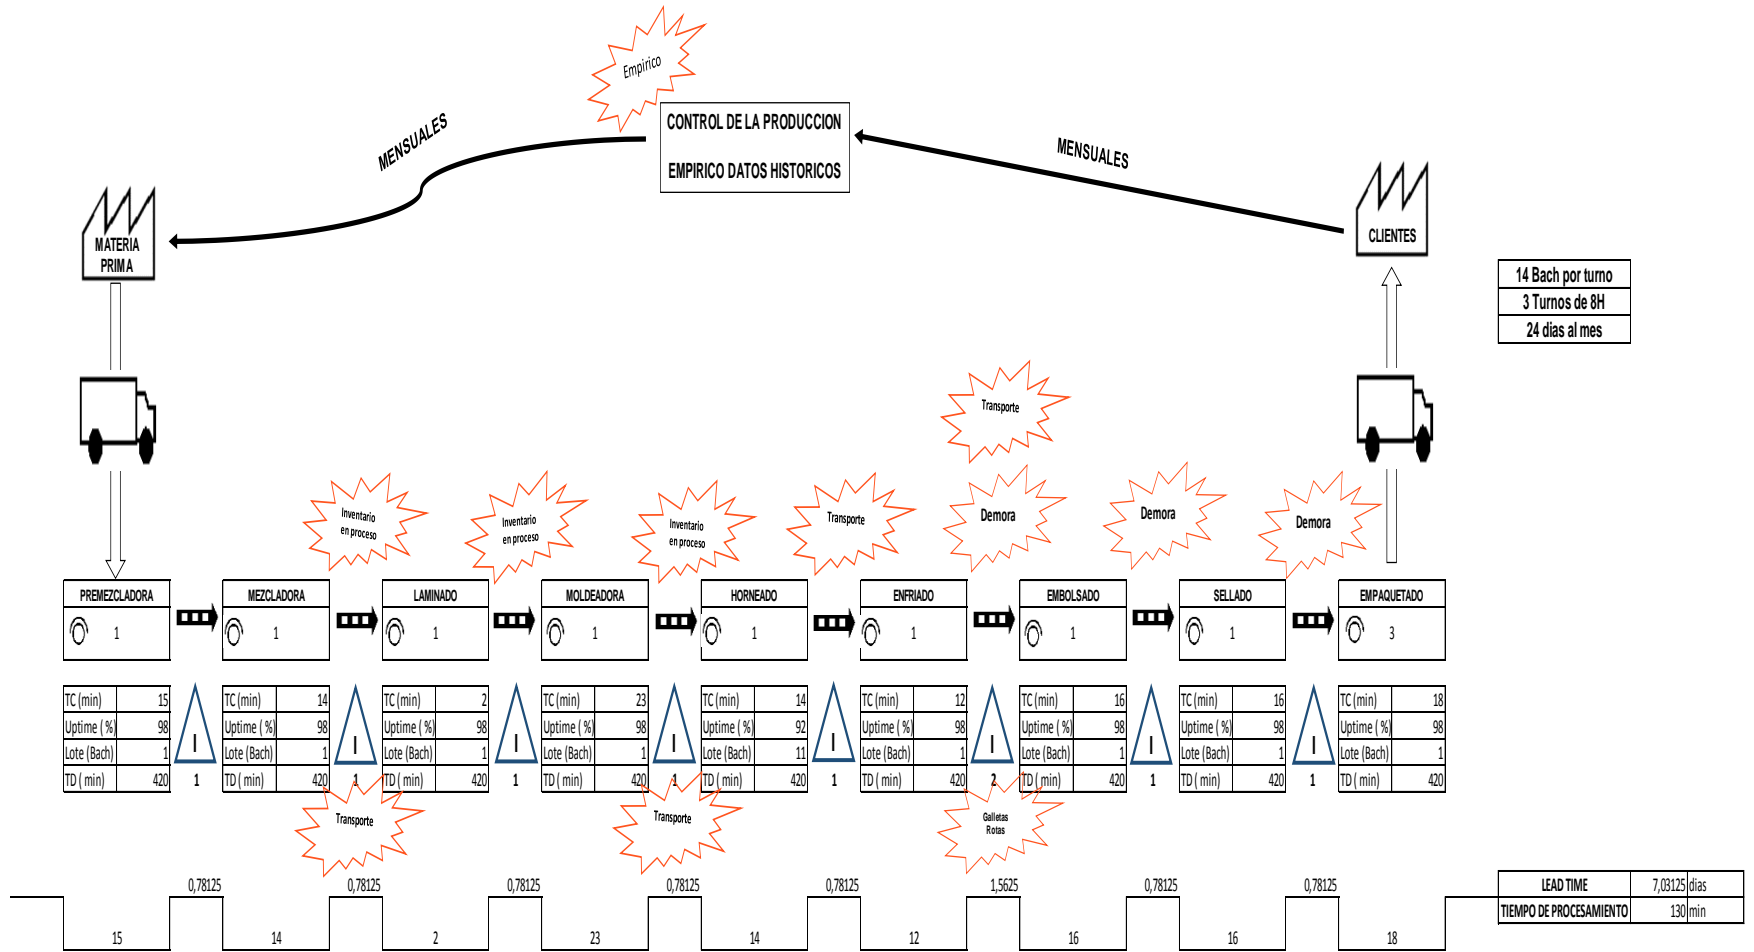 Empirico
CONTROL DE LA PRODUCCION
EMPIRICO DATOS HISTORICOS
MENSUALES
MENSUALES
MATERIA
PRIMA
CLIENTES
14 Bach por turno
3 Turnos de 8H
24 dias al mes
Transporte
Inventario
en proceso
Inventario
en proceso
Inventario
en proceso
Transporte
Demora
Demora
Demora
PREMEZCLADORA MEZCLADORA LAMINADO MOLDEADORA HORNEADO ENFRIADO EMBOLSADO SELLADO EMPAQUETADO
1 1 1 1 1 1 1 1 3
TC (min) 15 TC (min) 14 TC (min) 2 TC (min) 23 TC (min) 14 TC (min) 12 TC (min) 16 TC (min) 16 TC (min) 18
Uptime ( %) 98 Uptime ( %) 98 Uptime ( %) 98 Uptime ( %) 98 Uptime ( %) 92 Uptime ( %) 98 Uptime ( %) 98 Uptime ( %) 98 Uptime ( %) 98
I I I I I I I I
Lote (Bach) 1 Lote (Bach) 1 Lote (Bach) 1 Lote (Bach) 1 Lote (Bach) 11 Lote (Bach) 1 Lote (Bach) 1 Lote (Bach) 1 Lote (Bach) 1
TD ( min) 420 1 TD ( min) 420 1 TD ( min) 420 1 TD ( min) 420 1 TD ( min) 420 1 TD ( min) 420 2 TD ( min) 420 1 TD ( min) 420 1 TD ( min) 420
Transporte
Transporte
Galletas
Rotas
0,78125 0,78125 0,78125 0,78125 0,78125 1,5625 0,78125 0,78125
LEAD TIME 7,03125 dias
TIEMPO DE PROCESAMIENTO 130 min
15 14 2 23 14 12 16 16 18